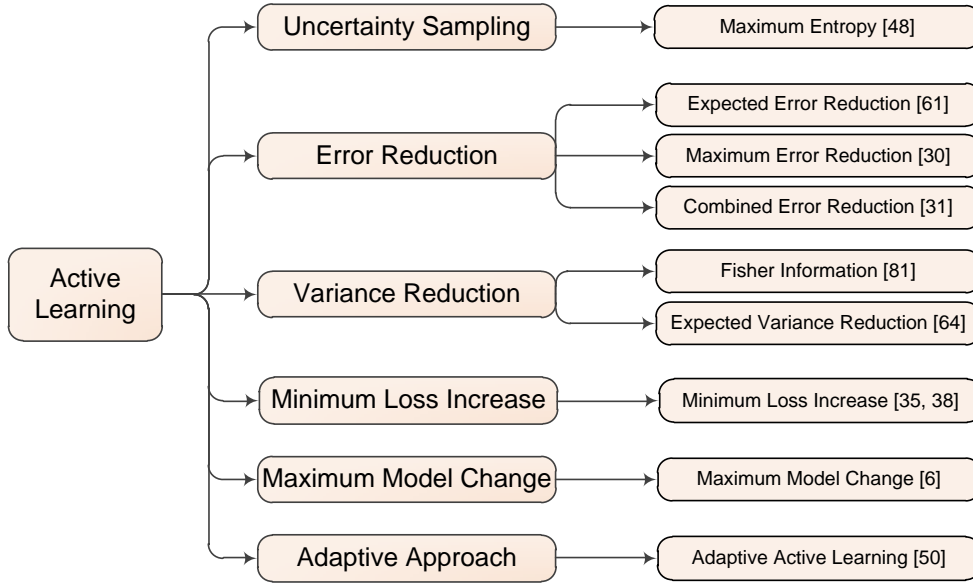 Active
Learning
Uncertainty Sampling
Maximum Entropy [48]
Error Reduction
Expected Error Reduction [61]
Maximum Error Reduction [30]
Combined Error Reduction [31]
Variance Reduction
Fisher Information [81]
Expected Variance Reduction [64]
Minimum Loss Increase
Minimum Loss Increase [35, 38]
Maximum Model Change
Maximum Model Change [6]
Adaptive Approach
Adaptive Active Learning [50]